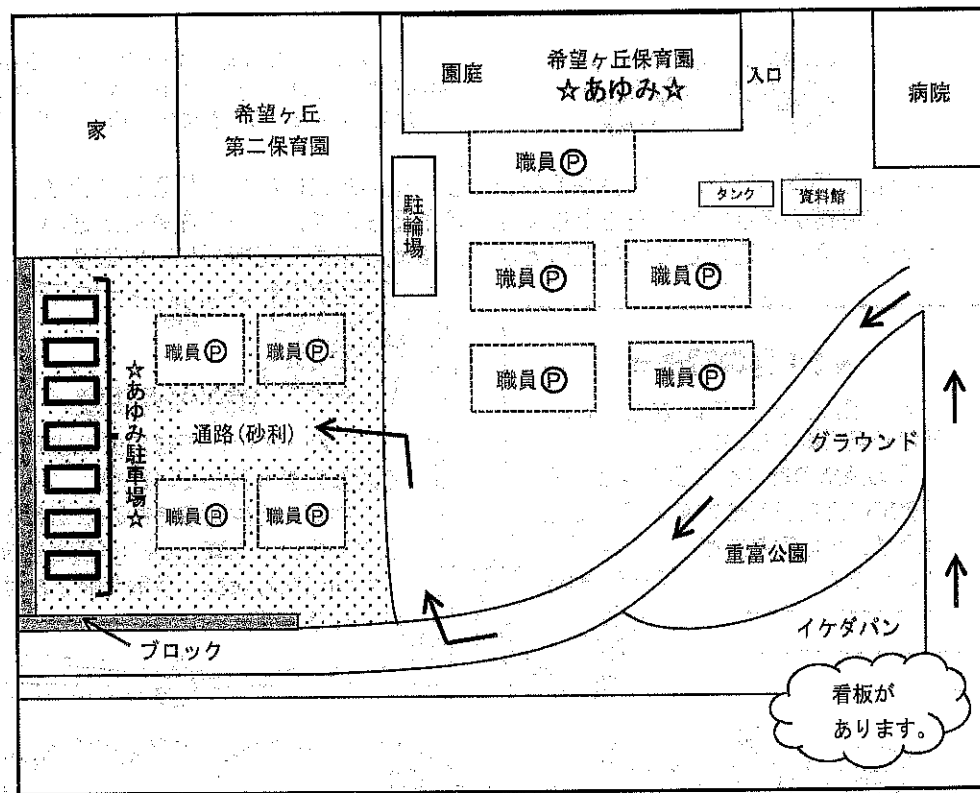 家
希望ヶ丘
第二保育園
園庭
希望ヶ丘保育園
☆あゆみ☆
入口
病院
職員Ⓟ
駐輪場
タンク
資料館
職員Ⓟ
職員Ⓟ
職員Ⓟ
職員Ⓟ
職員Ⓟ
職員Ⓟ
☆あゆみ駐車場☆
通路(砂利)
職員Ⓟ
職員Ⓟ
グラウンド
重富公園
イケダパン
ブロック
看板が
あります。